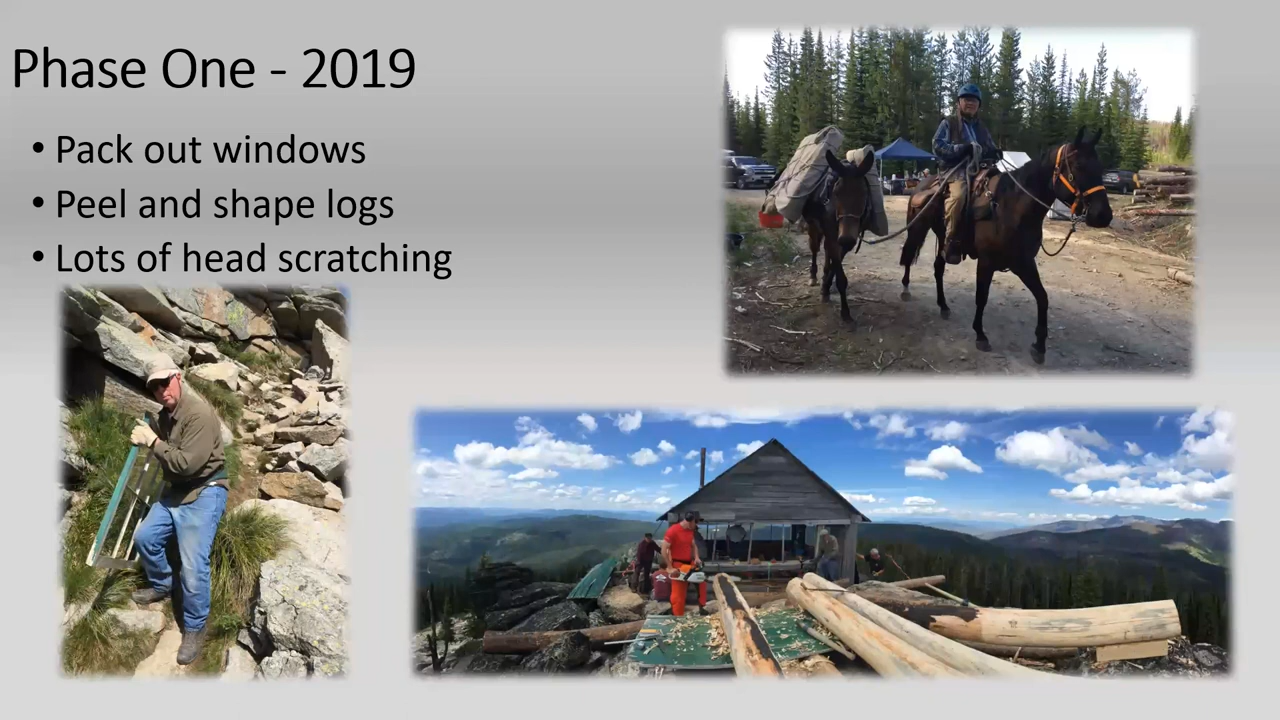 Phase One - 2019
• Pack out windows
• Peel and shape logs
• Lots of head scratching